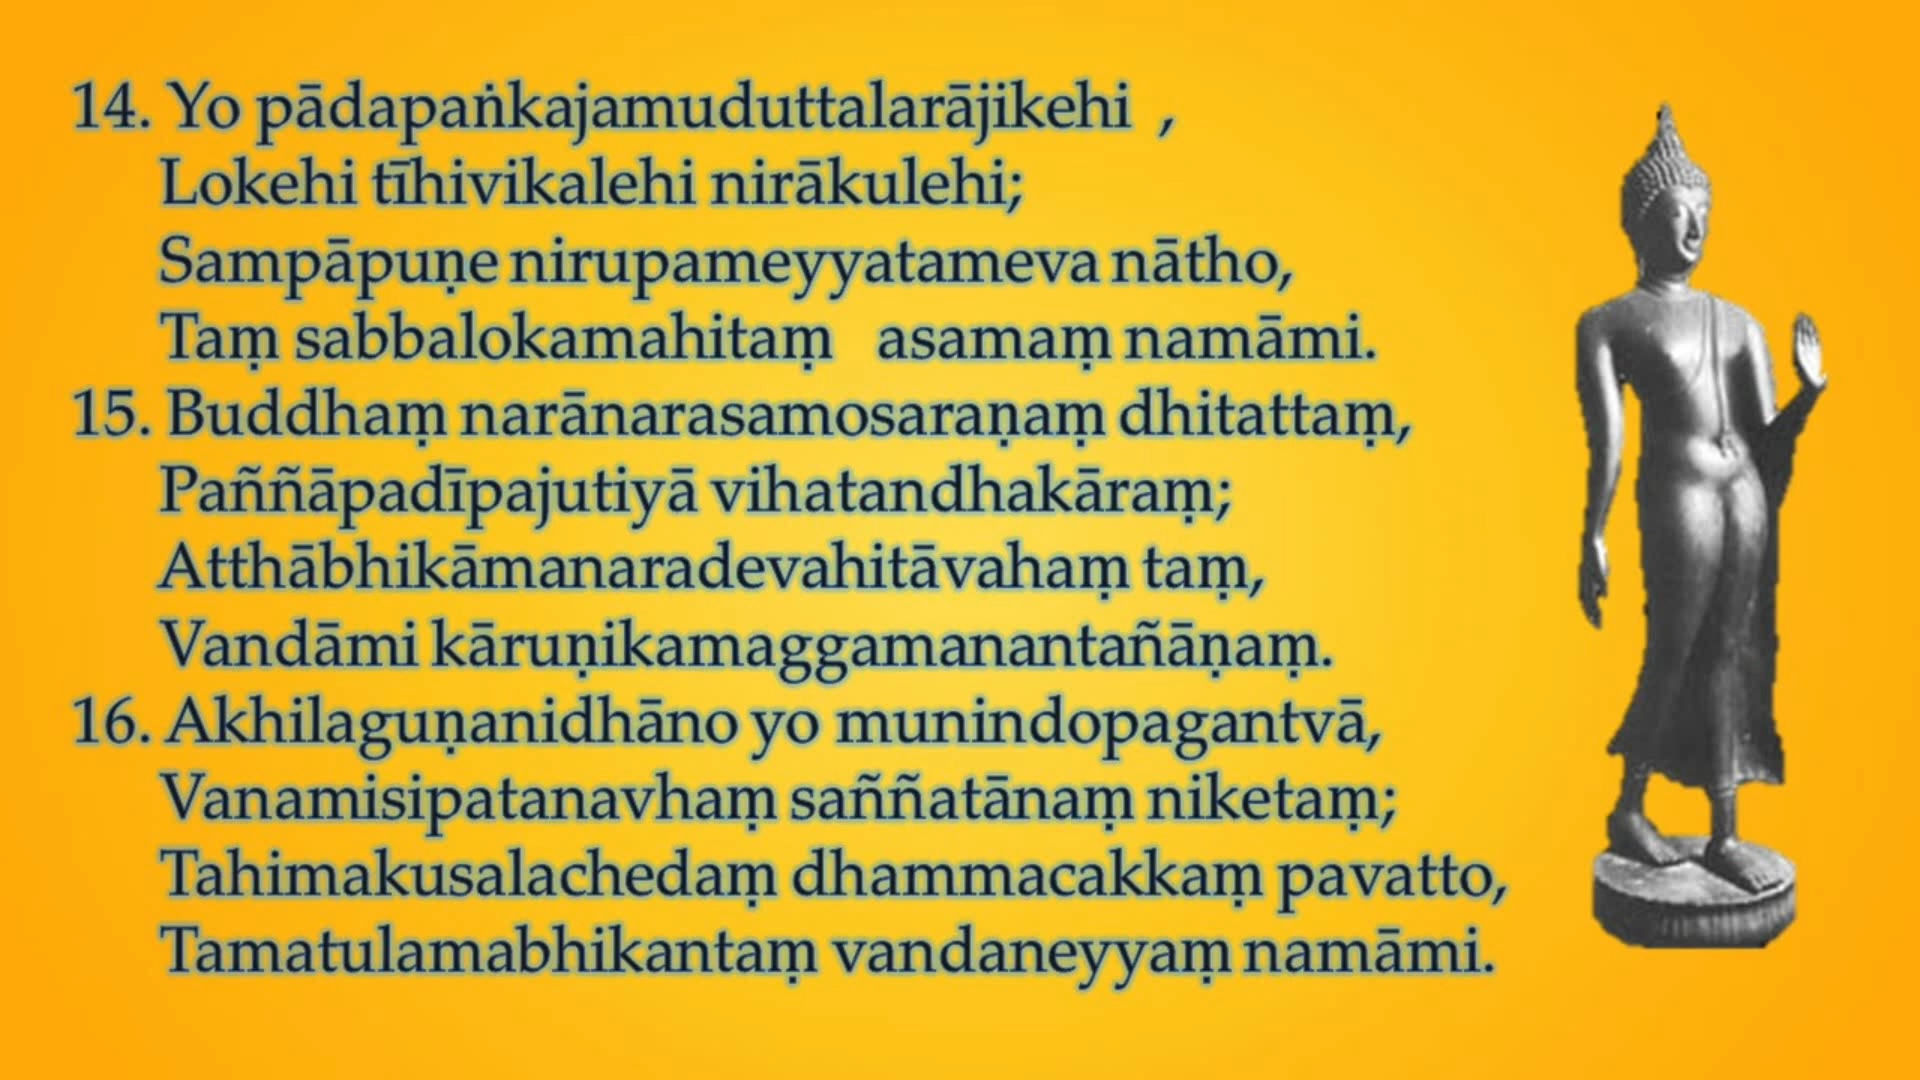 14. Yo pādapaṅkajamuduttalarājikehi ,
Lokehi tīhivikalehi nirākulehi;
Sampāpuṇe nirupameyyatameva nātho,
Taṃ sabbalokamahitaṃ asamaṃ namāmi.
15. Buddhaṃ narānarasamosaraṇaṃ dhitattaṃ,
Paññāpadīpajutiyā vihatandhakāraṃ;
Atthābhikāmanaradevahitāvahaṃ taṃ,
Vandāmi kāruṇikamaggamanantañāṇaṃ.
16. Akhilaguṇanidhāno yo munindopagantvā,
Vanamisipatanavhaṃ saññatānaṃ niketaṃ;
Tahimakusalachedaṃ dhammacakkaṃ pavatto,
Tamatulamabhikantaṃ vandaneyyaṃ namāmi.